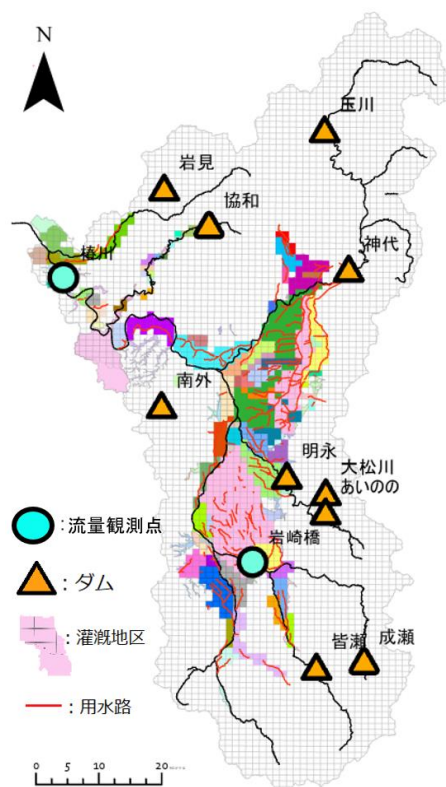 N
玉川
岩見
協和
椿川
神代
南外
明永
大松川
あいのの
岩崎橋
:流量観測点
:ダム
皆瀬
成瀬
:灌漑地区
:用水路
0 5 10 20